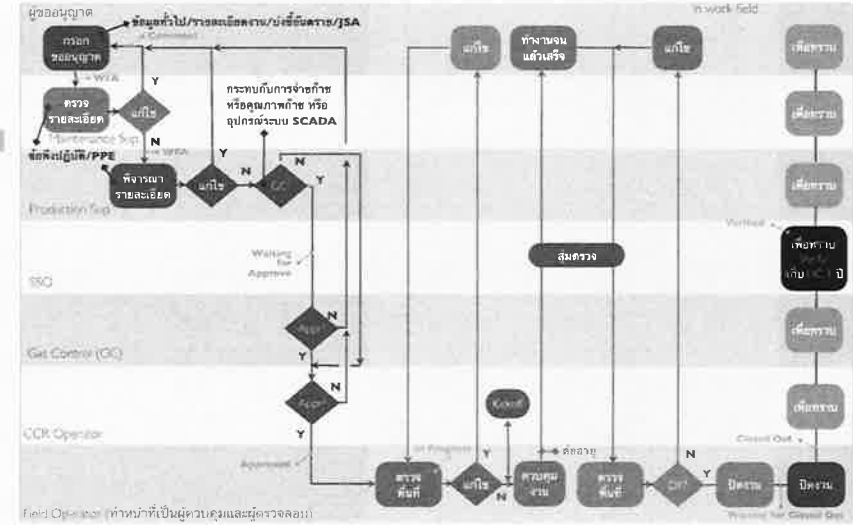 ผู้ขออนุญาต
ข้อมูลทั่วไป/รายละเอียดงาน/บ่งชี้อันตราย/JSA
In work field
กรอก
ขออนุญาต
Comment
แก้ไข
ทำงานจน
แล้วเสร็จ
แก้ไข
เพื่อทราบ
WFA
Y
Y
กระทบกับการจ่ายก๊าซ
หรือคุณภาพก๊าซ หรือ
อุปกรณ์ระบบ SCADA
ตรวจ
รายละเอียด
แก้ไข
เพื่อทราบ
Maintenance Sup
N
WFA
ข้อพึงปฏิบัติ/PPE
พิจารณา
รายละเอียด
แก้ไข
N
GC
N
Y
เพื่อทราบ
Production Sup
Verified
Waiting
for
Approve
สุ่มตรวจ
เพื่อทราบ
เก็บ
ปี
SSO
Appr
N
Y
เพื่อทราบ
Gas Control (GC)
Appr
N
Y
Kickoff
เพื่อทราบ
CCR Operator
Closed Out
Approved
In Progress
Y
ต่ออายุ
N
ตรวจ
พื้นที่
แก้ไข
N
ควบคุม
งาน
ตรวจ
พื้นที่
OK?
Y
ปิดงาน
ปิดงาน
Field Operator (ทำหน้าที่เป็นผู้ควบคุมและผู้ตรวจสอบ)
Waiting for Closed Out